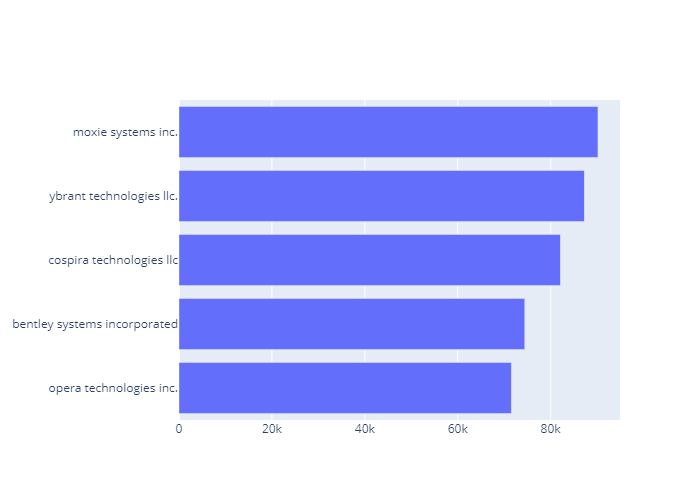 moxie systems inc.
ybrant technologies llc.
cospira technologies llc
bentley systems incorporated
opera technologies inc.
0 20k 40k 60k 80k